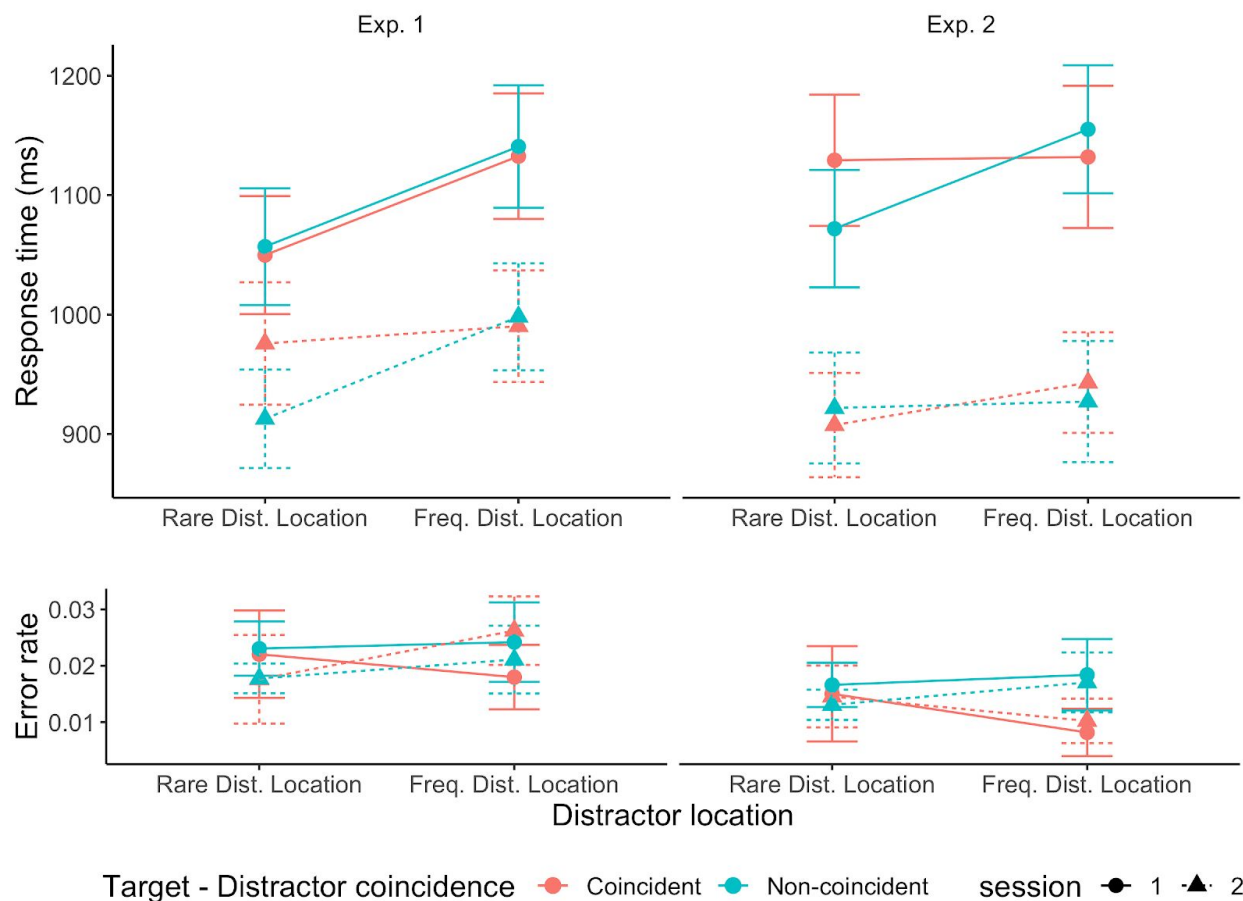 Exp. 1
Exp. 2
Response time (ms)
1200
1100
1000
900
Rare Dist. Location
Freq. Dist. Location
Rare Dist. Location
Freq. Dist. Location
Error rate
0.03
0.02
0.01
Rare Dist. Location
Freq. Dist. Location
Rare Dist. Location
Freq. Dist. Location
Distractor location
Target - Distractor coincidence Coincident Non-coincident session 1 2